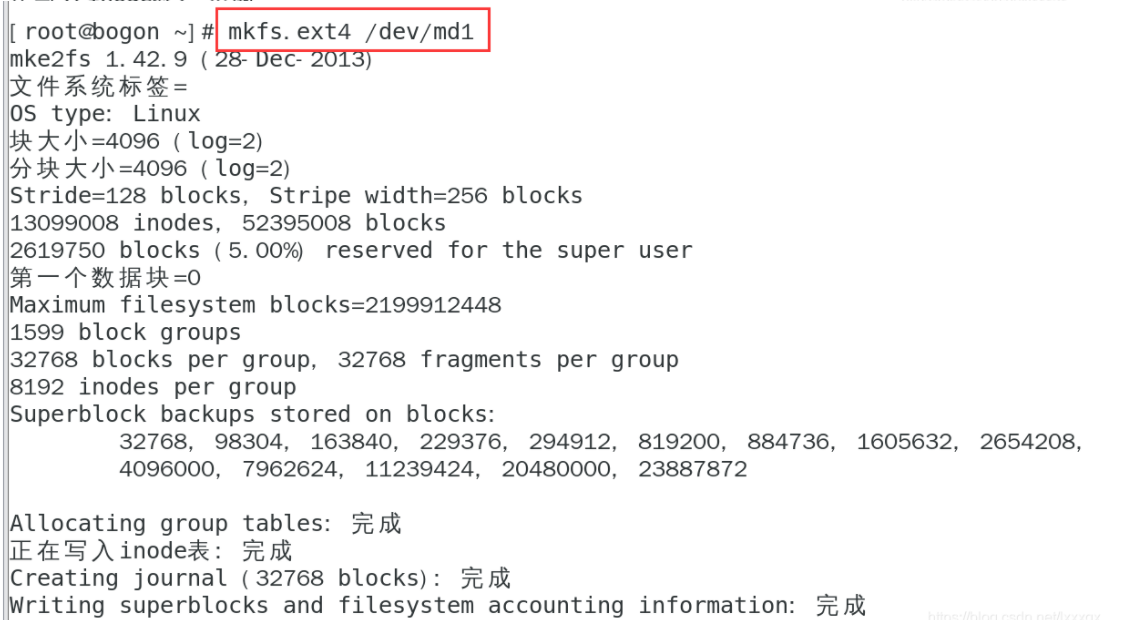 [root@bogon ~]# mkfs.ext4 /dev/md1
mke2fs 1.42.9 (28-Dec-2013)
文件系统标签=
OS type: Linux
块大小=4096 (log=2)
分块大小=4096 (log=2)
Stride=128 blocks, Stripe width=256 blocks
13099008 inodes, 52395008 blocks
2619750 blocks (5.00%) reserved for the super user
第一个数据块=0
Maximum filesystem blocks=2199912448
1599 block groups
32768 blocks per group, 32768 fragments per group
8192 inodes per group
Superblock backups stored on blocks:
32768, 98304, 163840, 229376, 294912, 819200, 884736, 1605632, 2654208,
4096000, 7962624, 11239424, 20480000, 23887872
Allocating group tables: 完成
正在写入inode表: 完成
Creating journal (32768 blocks): 完成
Writing superblocks and filesystem accounting information: 完成